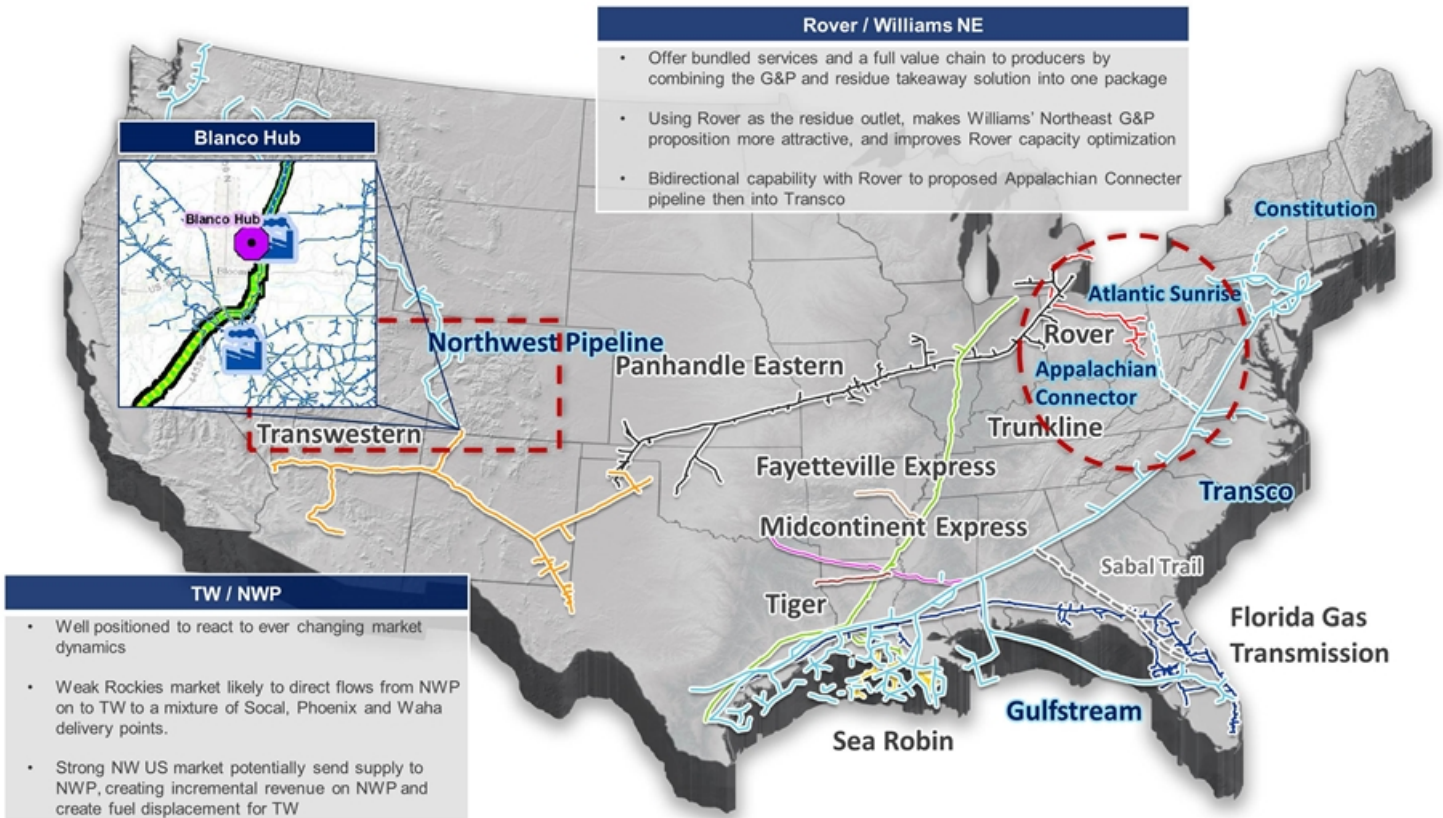 Rover / Williams NE
• Offer bundled services and a full value chain to producers by
combining the G&P and residue takeaway solution into one package
• Using Rover as the residue outlet, makes Williams' Northeast G&P
proposition more attractive, and improves Rover capacity optimization
• Bidirectional capability with Rover to proposed Appalachian Connecter
pipeline then into Transco
Blanco Hub
Blanco Hub
Constitution
Atlantic Sunrise
Rover
Northwest Pipeline
Panhandle Eastern
Appalachian
Connector
Transwestern
Trunkline
Fayetteville Express
Transco
Midcontinent Express
Sabal Trail
Tiger
Florida Gas
Transmission
Gulfstream
Sea Robin
TW / NWP
• Well positioned to react to ever changing market
dynamics
• Weak Rockies market likely to direct flows from NWP
on to TW to a mixture of Socal, Phoenix and Waha
delivery points.
• Strong NW US market potentially send supply to
NWP, creating incremental revenue on NWP and
create fuel displacement for TW